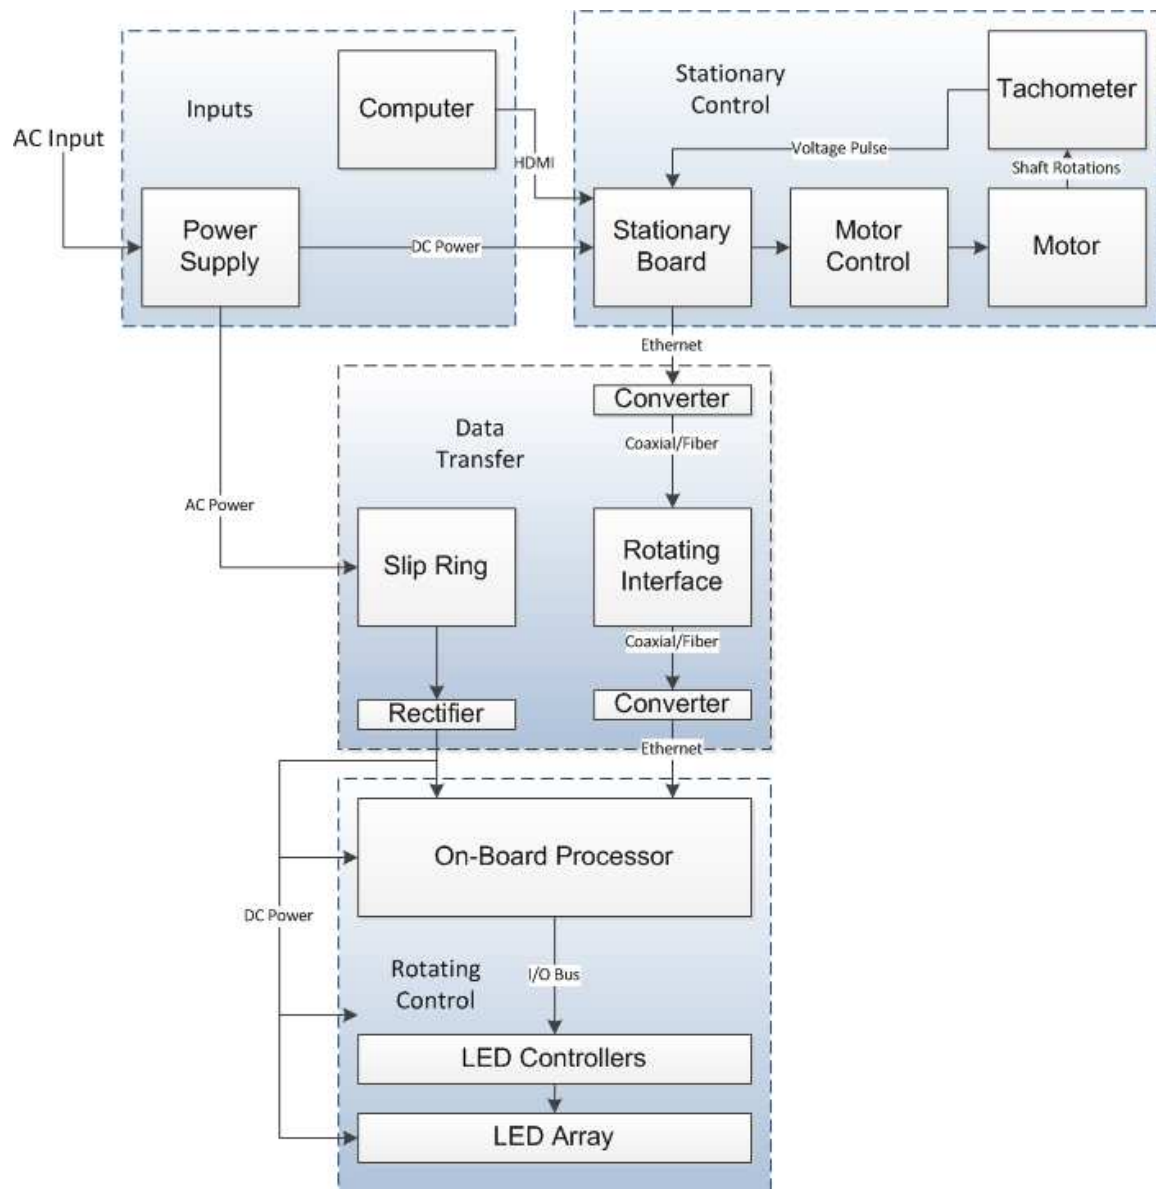 Inputs
Computer
Stationary
Control
Tachometer
AC Input
HDMI
Voltage Pulse
Shaft Rotations
Power
Supply
DC Power
Stationary
Board
Motor
Control
Motor
Ethernet
Converter
Data
Transfer
Coaxial/Fiber
AC Power
Slip Ring
Rotating
Interface
Coaxial/Fiber
Rectifier
Converter
Ethernet
On-Board Processor
DC Power
Rotating
Control
I/O Bus
LED Controllers
LED Array